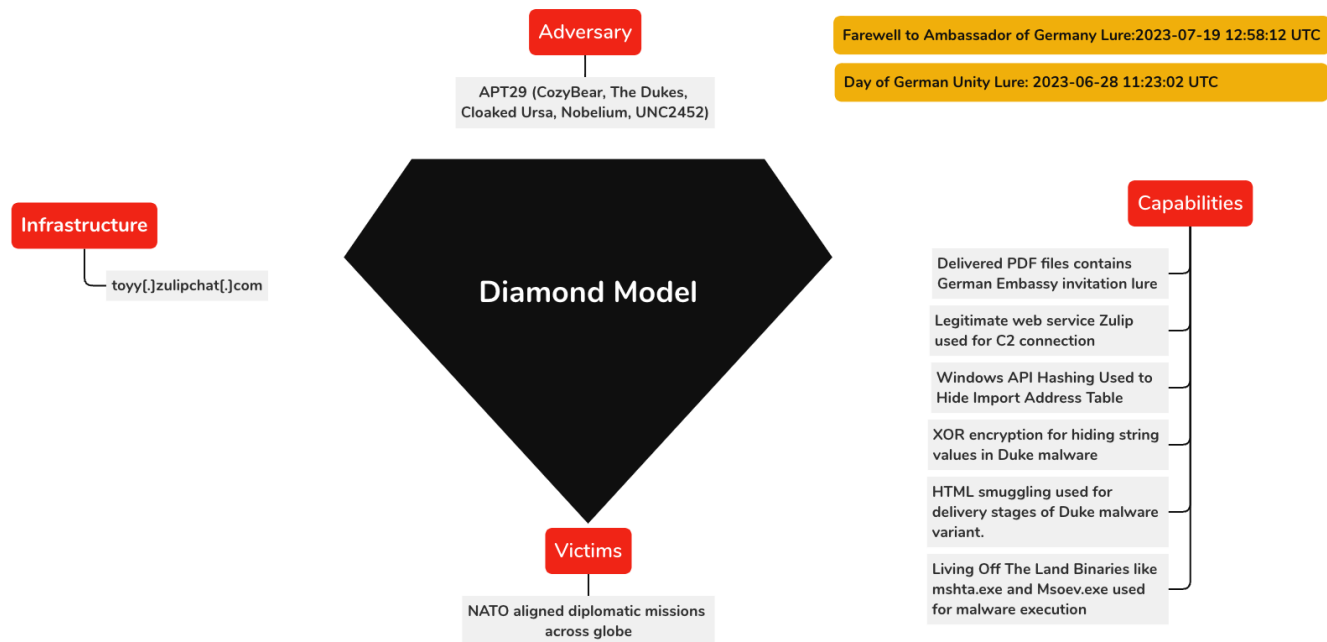 Adversary
APT29 (CozyBear, The Dukes,
Cloaked Ursa, Nobelium, UNC2452)
Farewell to Ambassador of Germany Lure:2023-07-19 12:58:12 UTC
Day of German Unity Lure: 2023-06-28 11:23:02 UTC
Infrastructure
toyy[.]zulipchat[.]com
Diamond Model
Capabilities
Delivered PDF files contains
German Embassy invitation lure
Legitimate web service Zulip
used for C2 connection
Windows API Hashing Used to
Hide Import Address Table
XOR encryption for hiding string
values in Duke malware
HTML smuggling used for
delivery stages of Duke malware
variant.
Living Off The Land Binaries like
mshta.exe and Msoev.exe used
for malware execution
Victims
NATO aligned diplomatic missions
across globe